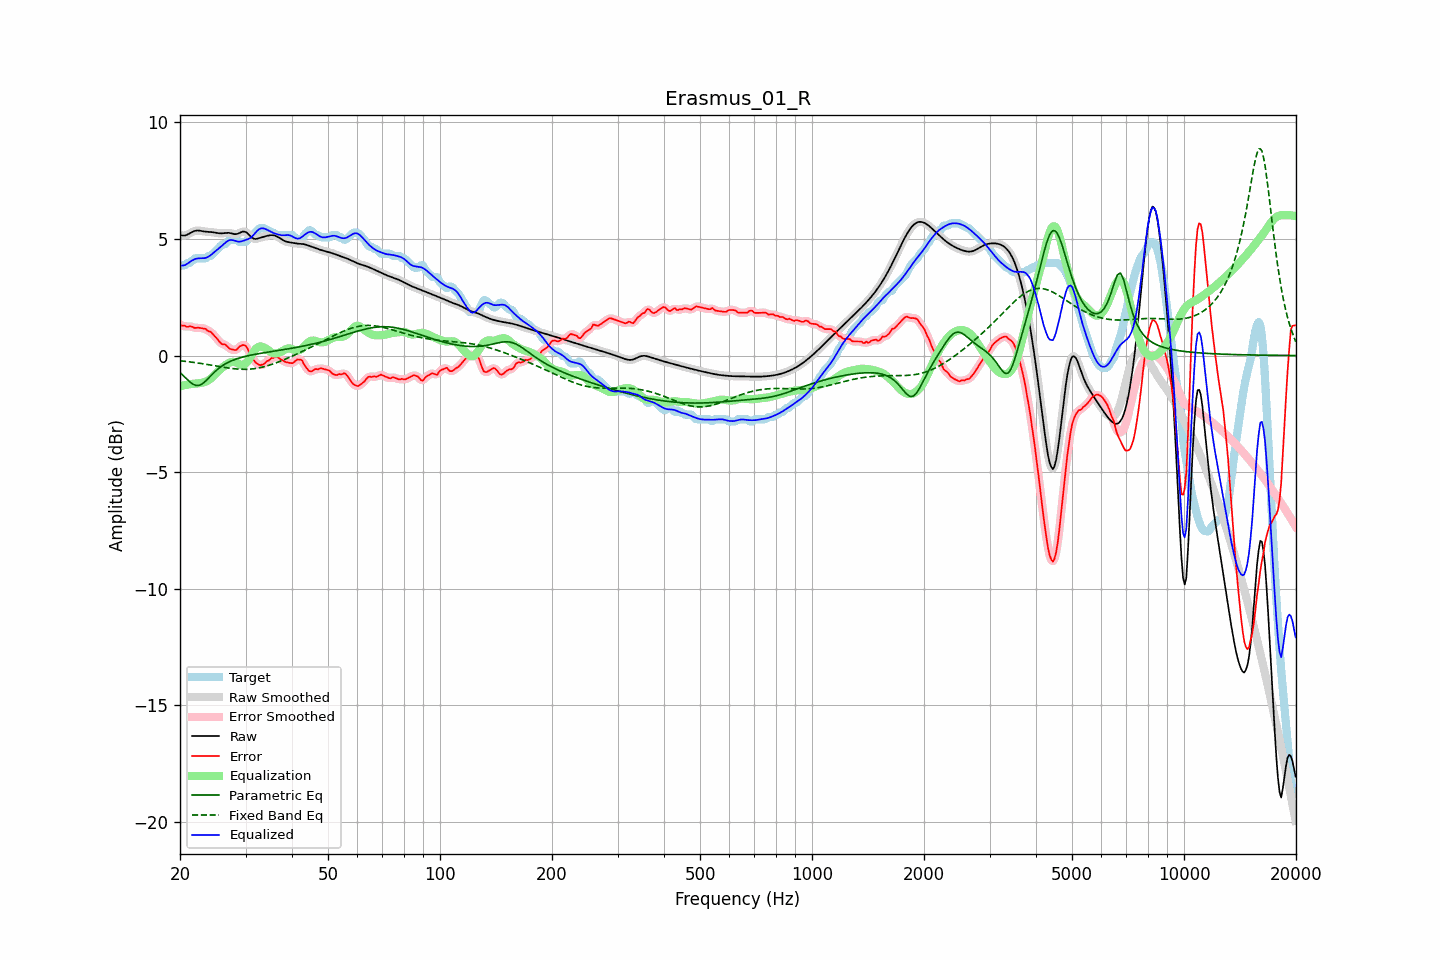 Erasmus_01_R
Amplitude (dBr)
10
5
0
−5
−10
−15
−20
Target
Raw Smoothed
Error Smoothed
Raw
Error
Equalization
Parametric Eq
Fixed Band Eq
Equalized
20 50 100 200 500 1000 2000 5000 10000 20000
Frequency (Hz)